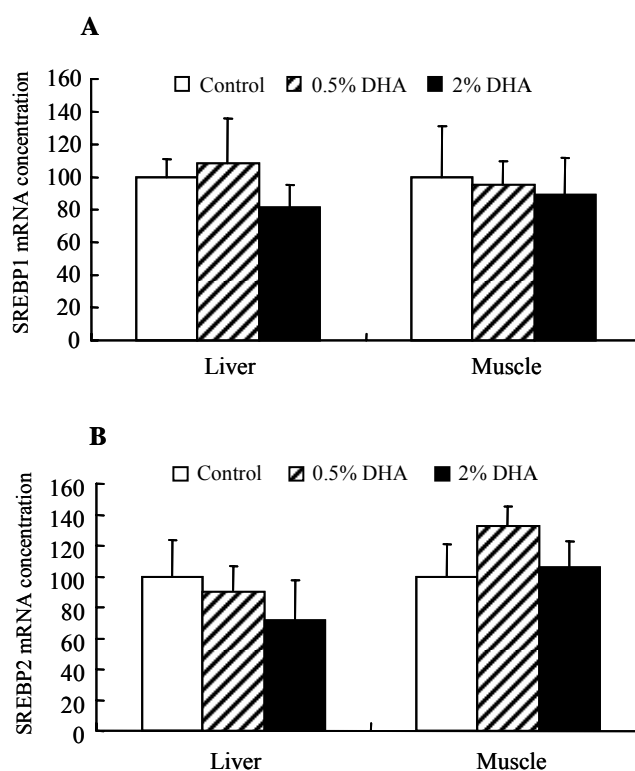 A
Control 0.5% DHA 2% DHA
SREBP1 mRNA concentration
160
140
120
100
80
60
40
20
0
Liver Muscle
B
Control 0.5% DHA 2% DHA
SREBP2 mRNA concentration
160
140
120
100
80
60
40
20
0
Liver Muscle